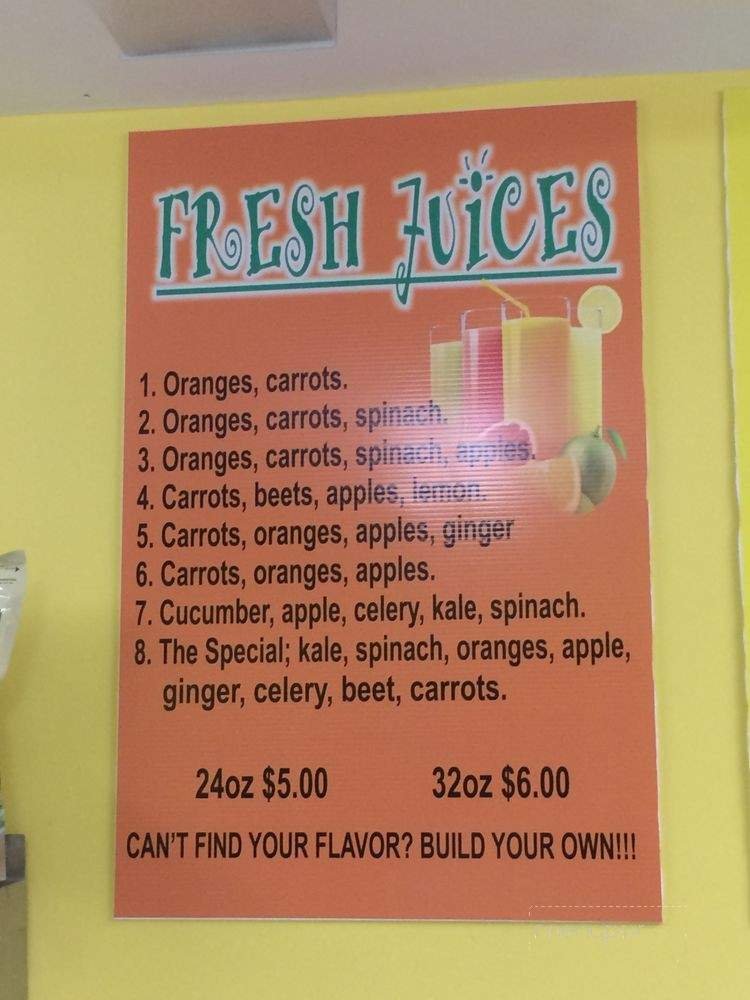 FRESH JUICES
1. Oranges, carrots.
2. Oranges, carrots, spinach.
3. Oranges, carrots, spinach, apples.
4. Carrots, beets, apples, lemon.
5. Carrots, oranges, apples, ginger
6. Carrots, oranges, apples.
7. Cucumber, apple, celery, kale, spinach.
8. The Special; kale, spinach, oranges, apple,
ginger, celery, beet, carrots.
24oz $5.00 32oz $6.00
CAN'T FIND YOUR FLAVOR? BUILD YOUR OWN!!!